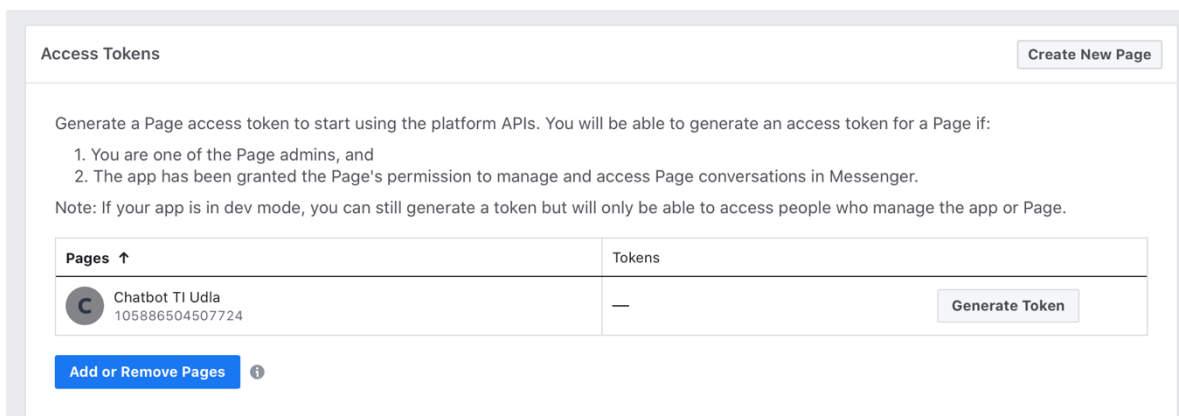 Access Tokens
Create New Page
Generate a Page access token to start using the platform APIs. You will be able to generate an access token for a Page if:
1. You are one of the Page admins, and
2. The app has been granted the Page's permission to manage and access Page conversations in Messenger.
Note: If your app is in dev mode, you can still generate a token but will only be able to access people who manage the app or Page.
Pages ↑
Tokens
C
Chatbot TI Udla
105886504507724
—
Generate Token
Add or Remove Pages